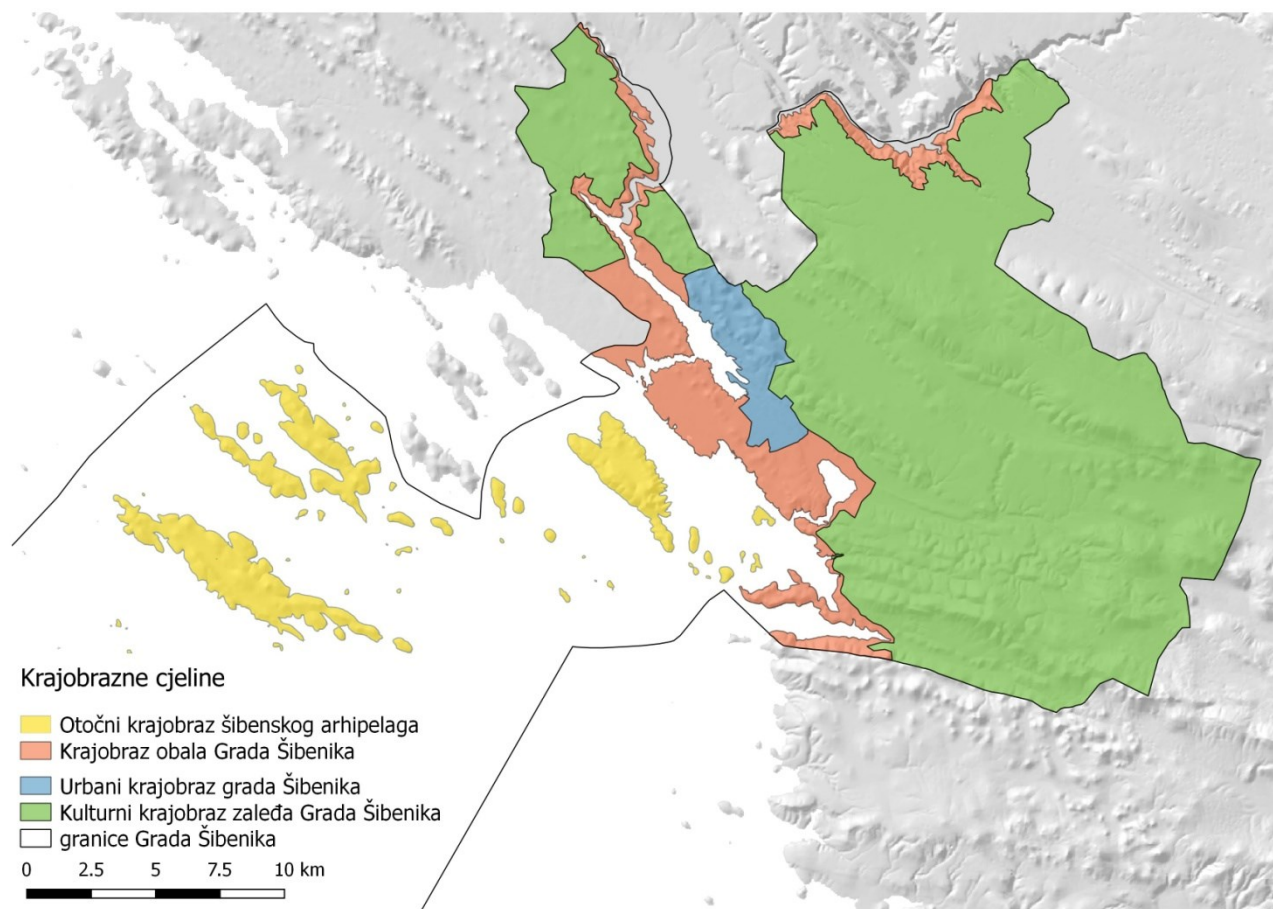 Krajobrazne cjeline
Otočni krajobraz šibenskog arhipelaga
Krajobraz obala Grada Šibenika
Urbani krajobraz grada Šibenika
Kulturni krajobraz zaleđa Grada Šibenika
granice Grada Šibenika
0 2.5 5 7.5 10 km